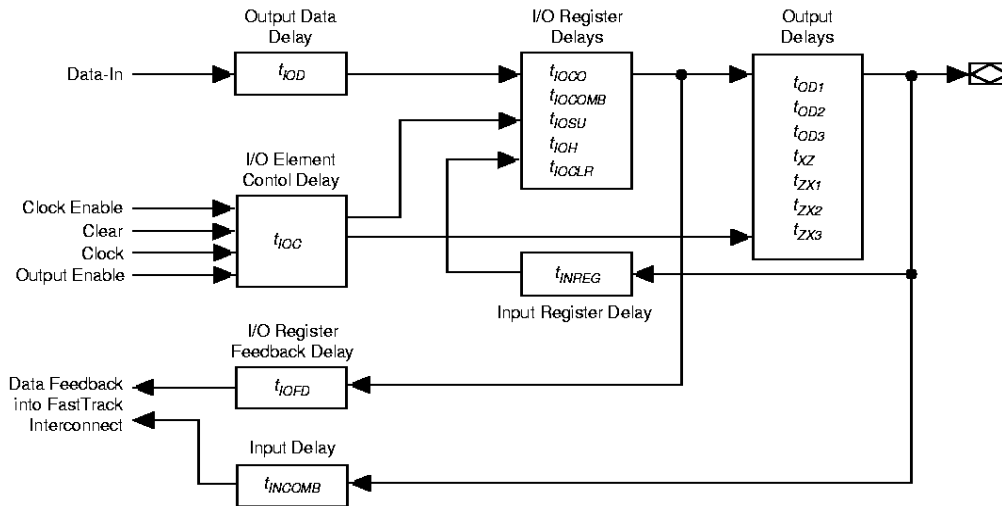 Output Data
Delay
I/O Register
Delays
Output
Delays
Data-In
tIOD
tIOCO
tIOCOMB
tIOSU
tIOH
tIOCLR
tOD1
tOD2
tOD3
tXZ
tZX1
tZX2
tZX3
I/O Element
Contol Delay
Clock Enable
Clear
Clock
Output Enable
tIOC
tINREG
Input Register Delay
I/O Register
Feedback Delay
Data Feedback
into FastTrack
Interconnect
tIOFD
Input Delay
tINCOMB